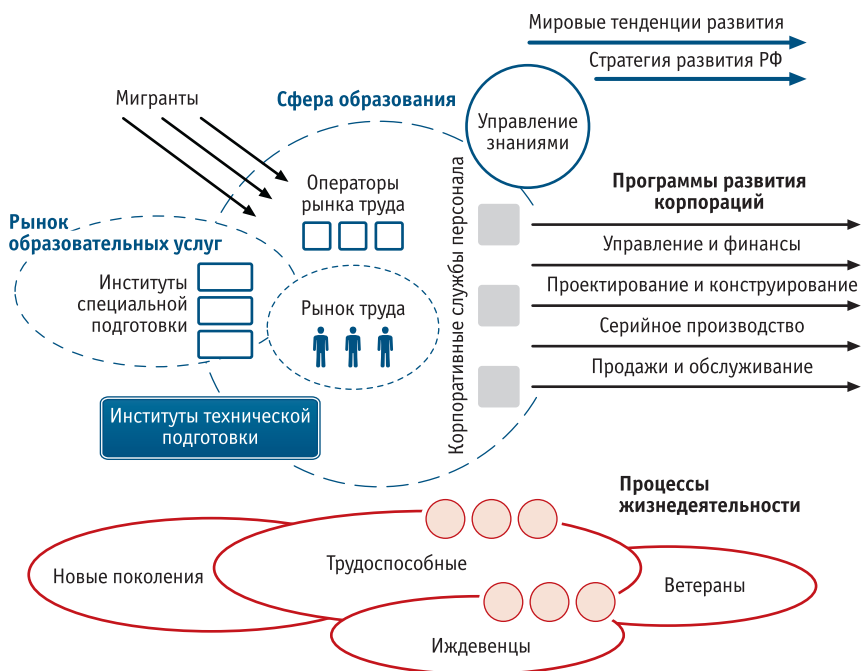 Мировые тенденции развития
Стратегия развития РФ
Мигранты
Сфера образования
Управление
знаниями
Операторы
рынка труда
Корпоративные службы персонала
Программы развития
корпораций
Рынок
образовательных услуг
Управление и финансы
Институты
специальной
подготовки
Рынок труда
Проектирование и конструирование
Серийное производство
Продажи и обслуживание
Институты технической
подготовки
Процессы
жизнедеятельности
Новые поколения
Трудоспособные
Ветераны
Иждевенцы